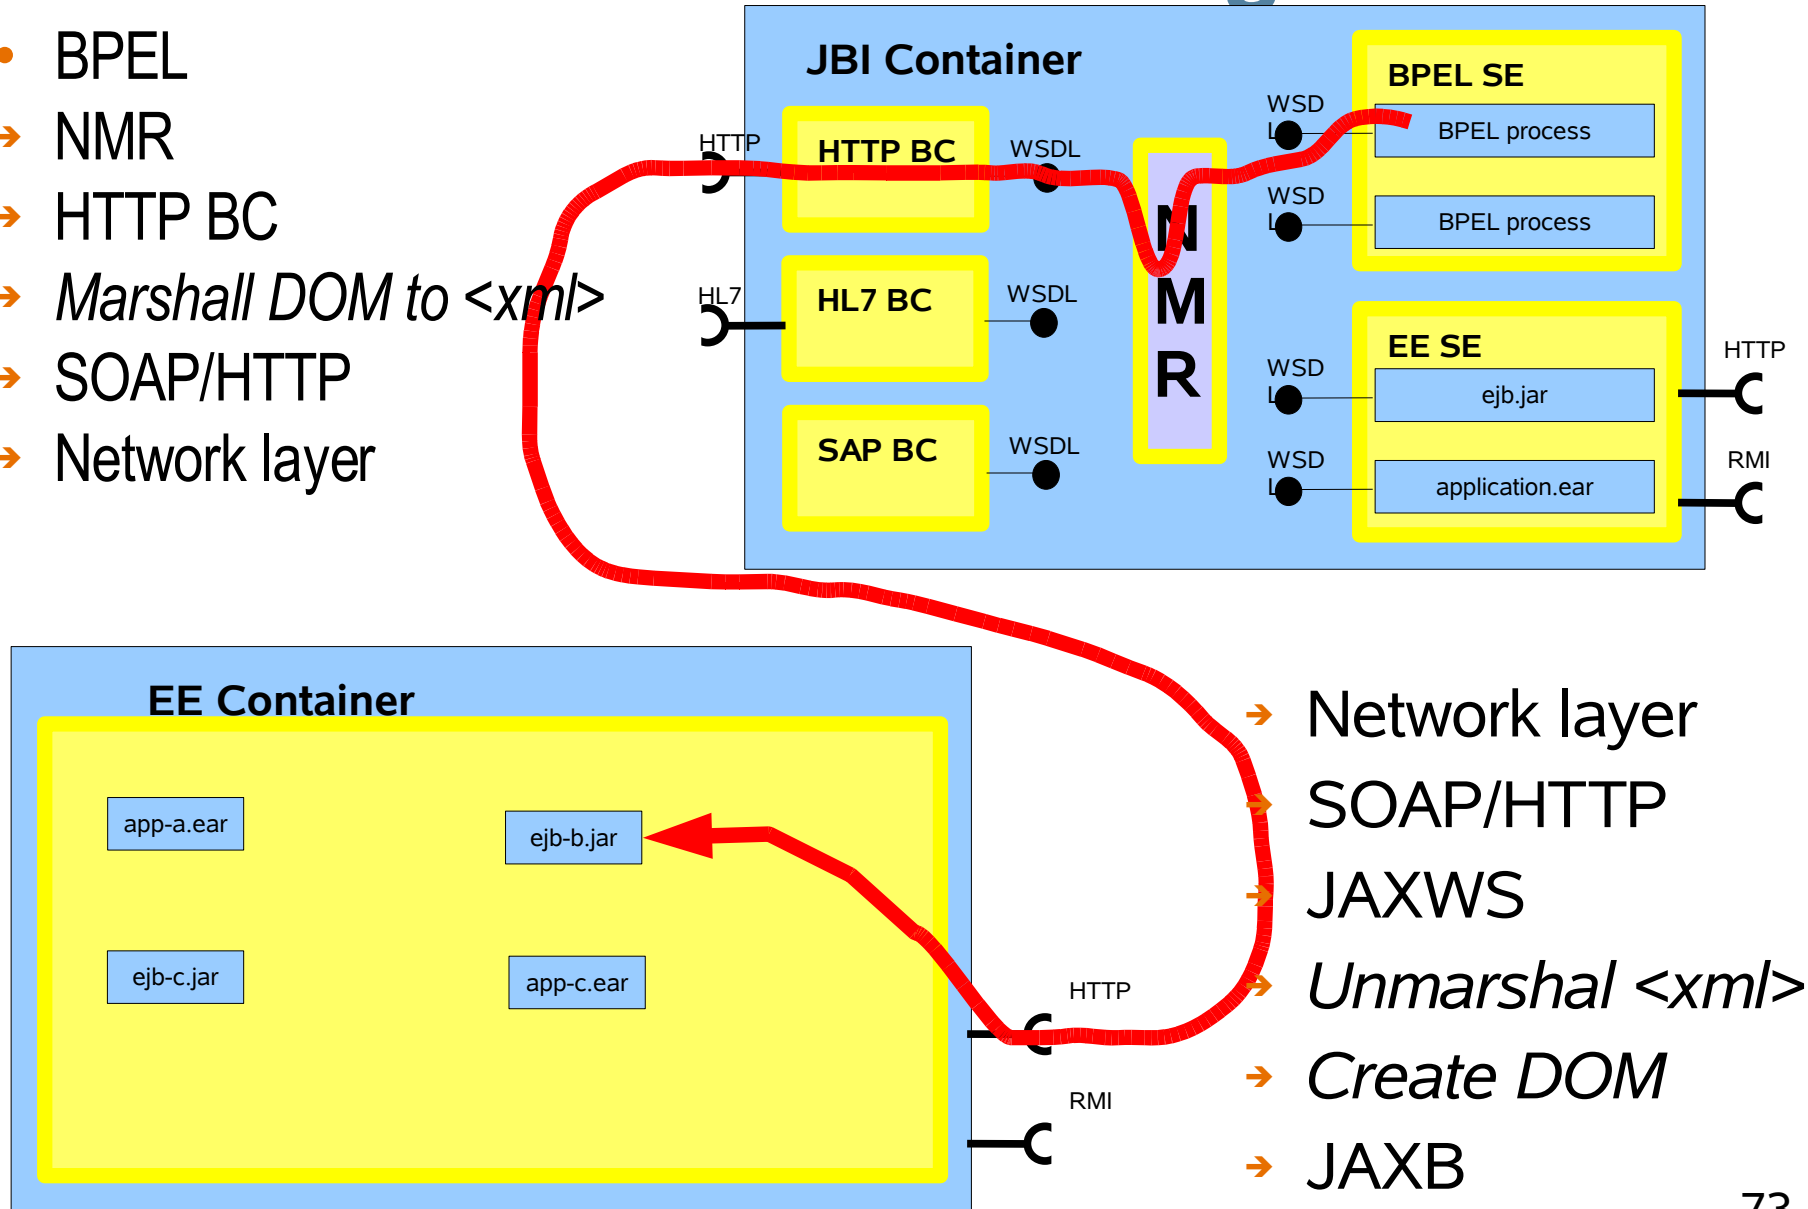 BPEL
NMR
HTTP BC
Marshall DOM to <xml>
SOAP/HTTP
Network layer
JBI Container
HTTP
HTTP BC
WSDL
HL7
HL7 BC
WSDL
SAP BC
WSDL
N
M
R
BPEL SE
WSD
L
BPEL process
WSD
L
BPEL process
EE SE
WSD
L
ejb.jar
HTTP
WSD
L
application.ear
RMI
EE Container
app-a.ear
ejb-b.jar
ejb-c.jar
app-c.ear
HTTP
RMI
Network layer
SOAP/HTTP
JAXWS
Unmarshal <xml>
Create DOM
JAXB
73